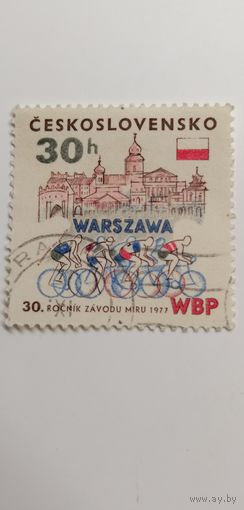 ČESKOSLOVENSKO
30h
WARSZAWA
30. ROČNÍK ZÁVODU MÍRU 1977 WBP
www.ay.by